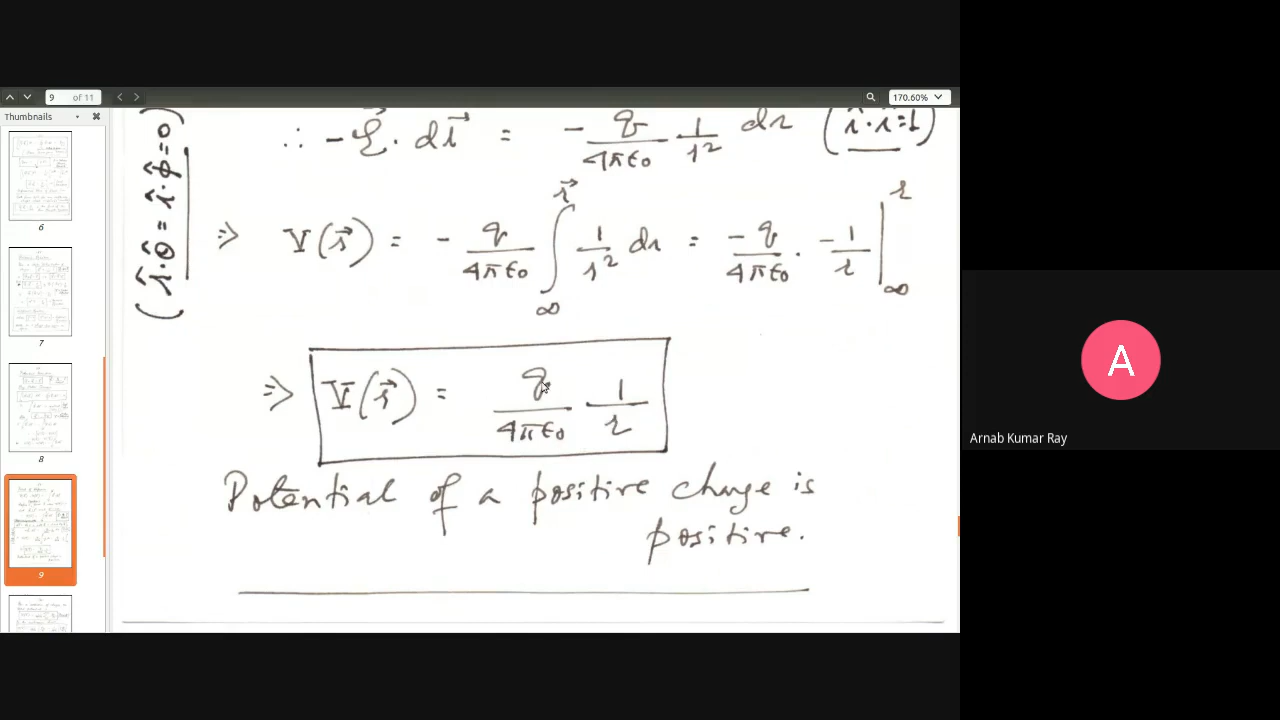 9 of 11
170.60%
Thumbnails
6
7
8
9
(r̂·θ̂ = r̂·φ̂ = 0)
∴ -ℰ⃗ · dl⃗ = - q/4πε₀ 1/r² dr (r̂·r̂=1)
⇒ V(r⃗) = - q/4πε₀ ∫_∞^r⃗ 1/r² dr = -q/4πε₀ · -1/r |_∞^r
⇒ V(r⃗) = q/4πε₀ 1/r
Potential of a positive charge is
positive.
A
Arnab Kumar Ray